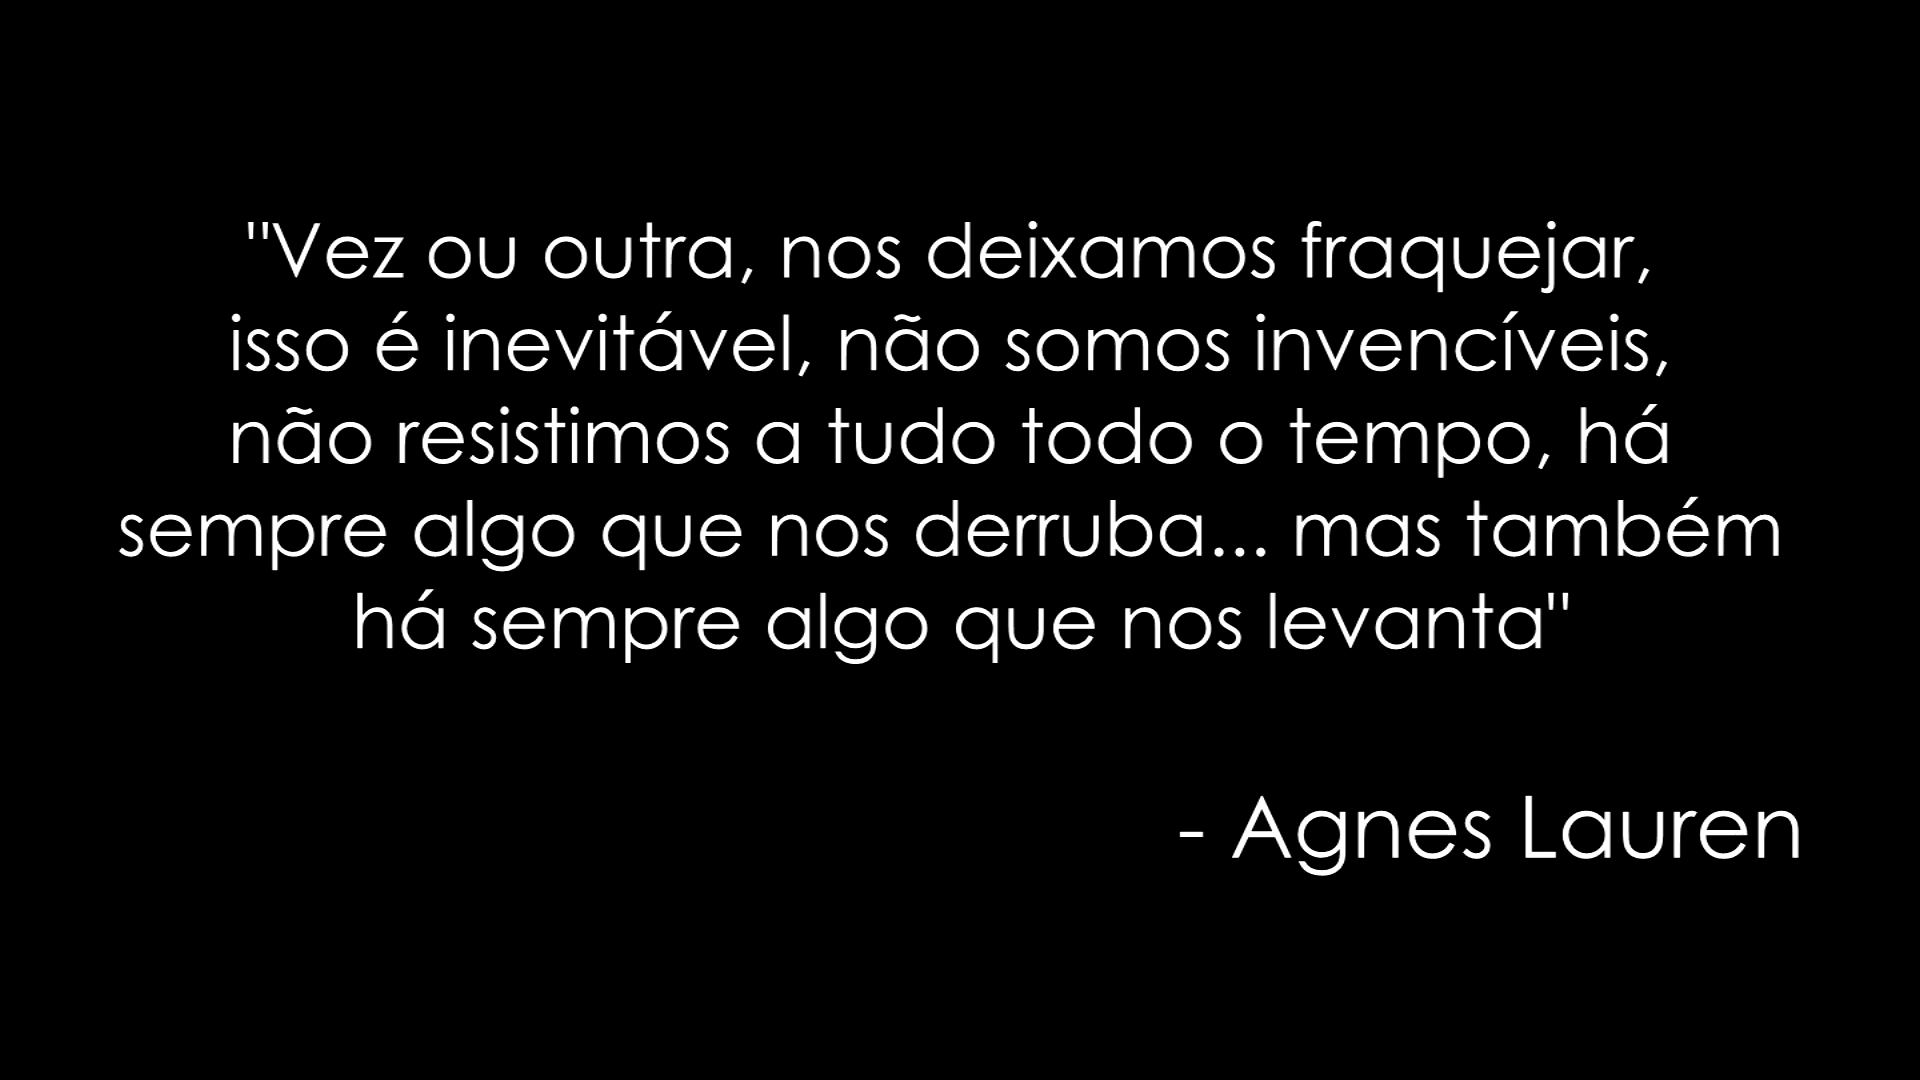 "Vez ou outra, nos deixamos fraquejar,
isso é inevitável, não somos invencíveis,
não resistimos a tudo todo o tempo, há
sempre algo que nos derruba... mas também
há sempre algo que nos levanta"
- Agnes Lauren